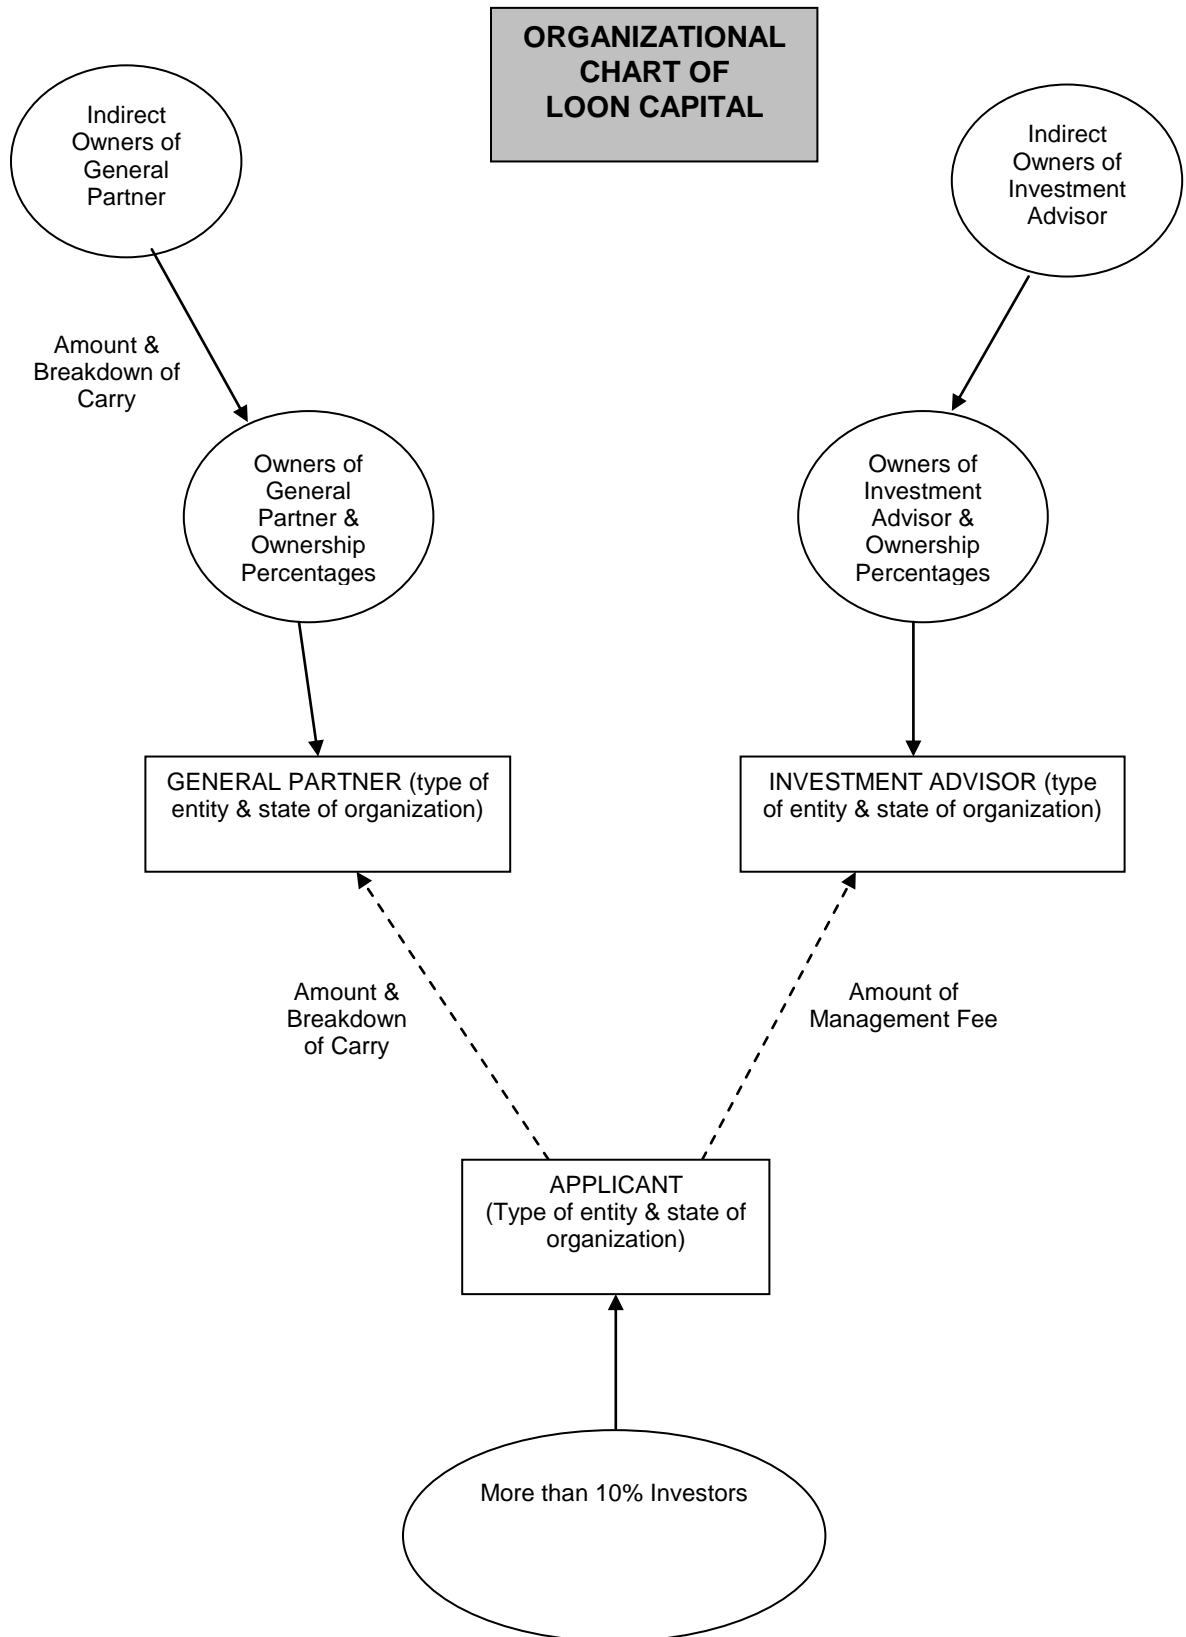 ORGANIZATIONAL
CHART OF
LOON CAPITAL
Indirect
Owners of
General
Partner
Indirect
Owners of
Investment
Advisor
Amount &
Breakdown of
Carry
Owners of
General
Partner &
Ownership
Percentages
Owners of
Investment
Advisor &
Ownership
Percentages
GENERAL PARTNER (type of
entity & state of organization)
INVESTMENT ADVISOR (type
of entity & state of organization)
Amount &
Breakdown
of Carry
Amount of
Management Fee
APPLICANT
(Type of entity & state of
organization)
More than 10% Investors